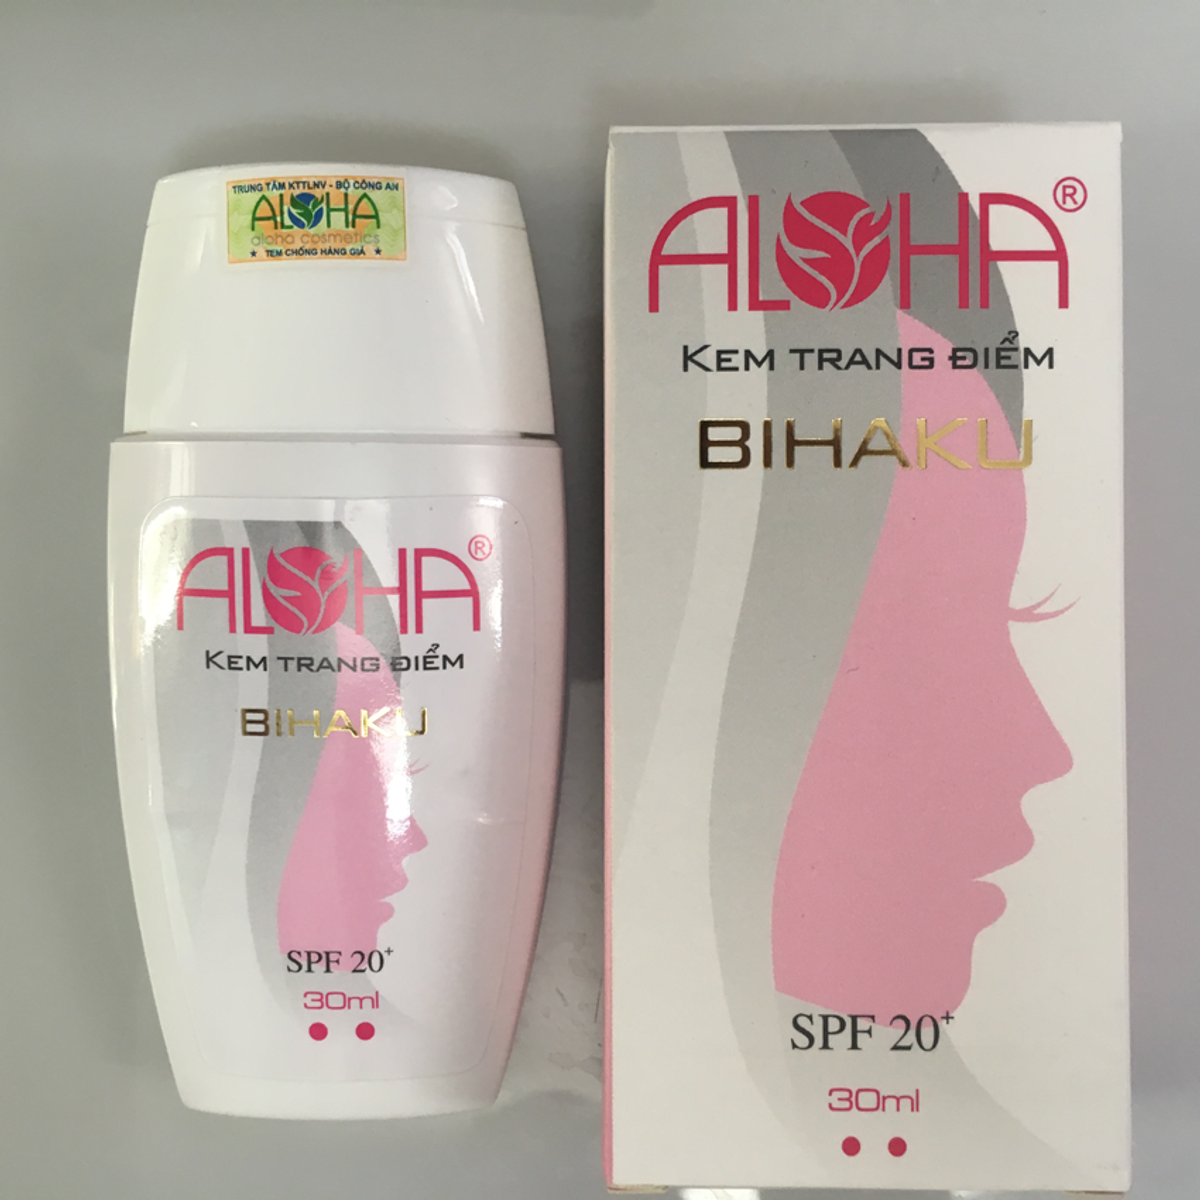 TRUNG TÂM KTTLNV - BỘ CÔNG AN
ALOHA
aloha cosmetics
★ TEM CHỐNG HÀNG GIẢ ★
ALOHA®
KEM TRANG ĐIỂM
BIHAKU
SPF 20+
30ml
ALOHA®
KEM TRANG ĐIỂM
BIHAKU
SPF 20+
30ml